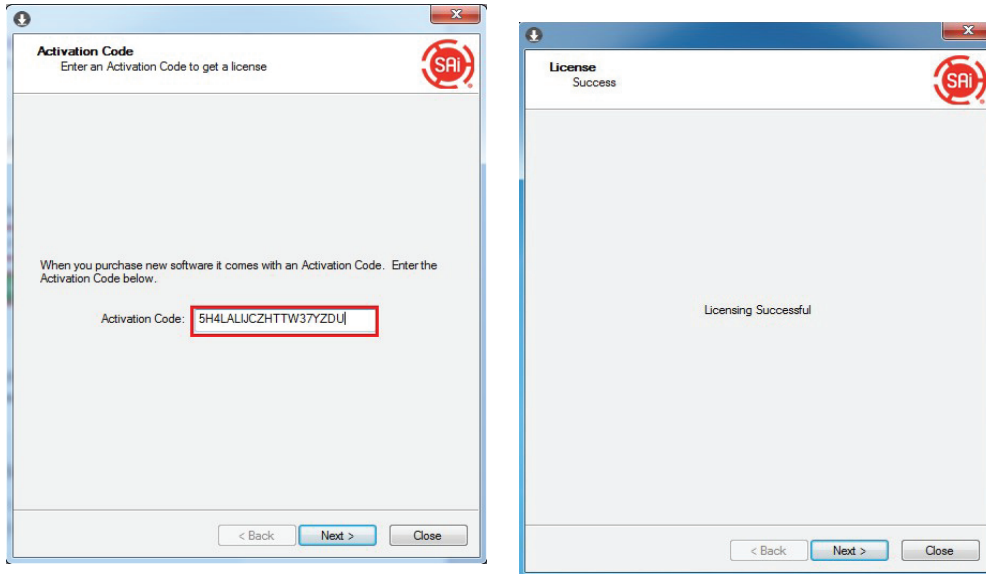 Activation Code
Enter an Activation Code to get a license
SAi
When you purchase new software it comes with an Activation Code. Enter the
Activation Code below.
Activation Code: 5H4LALIJCZHTTW37YZDU
< Back Next > Close
License
Success
SAi
Licensing Successful
< Back Next > Close